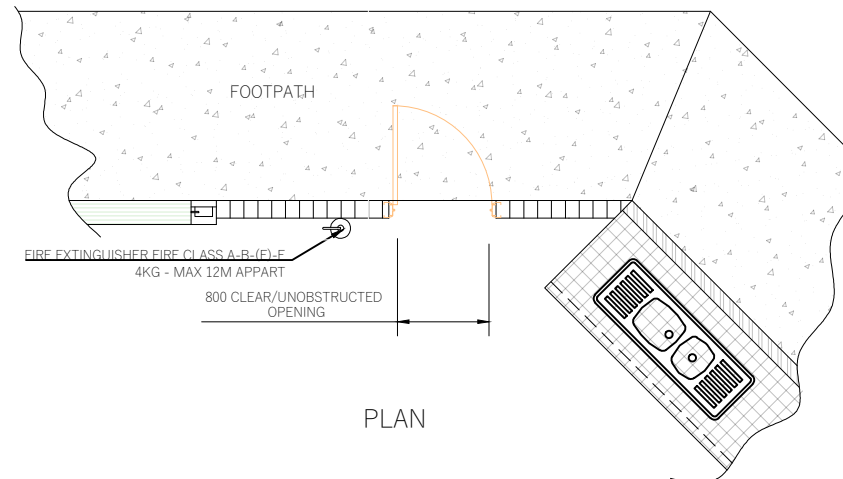 FOOTPATH
FIRE EXTINGUISHER FIRE CLASS A-B-(E)-F
4KG - MAX 12M APPART
800 CLEAR/UNOBSTRUCTED
OPENING
PLAN